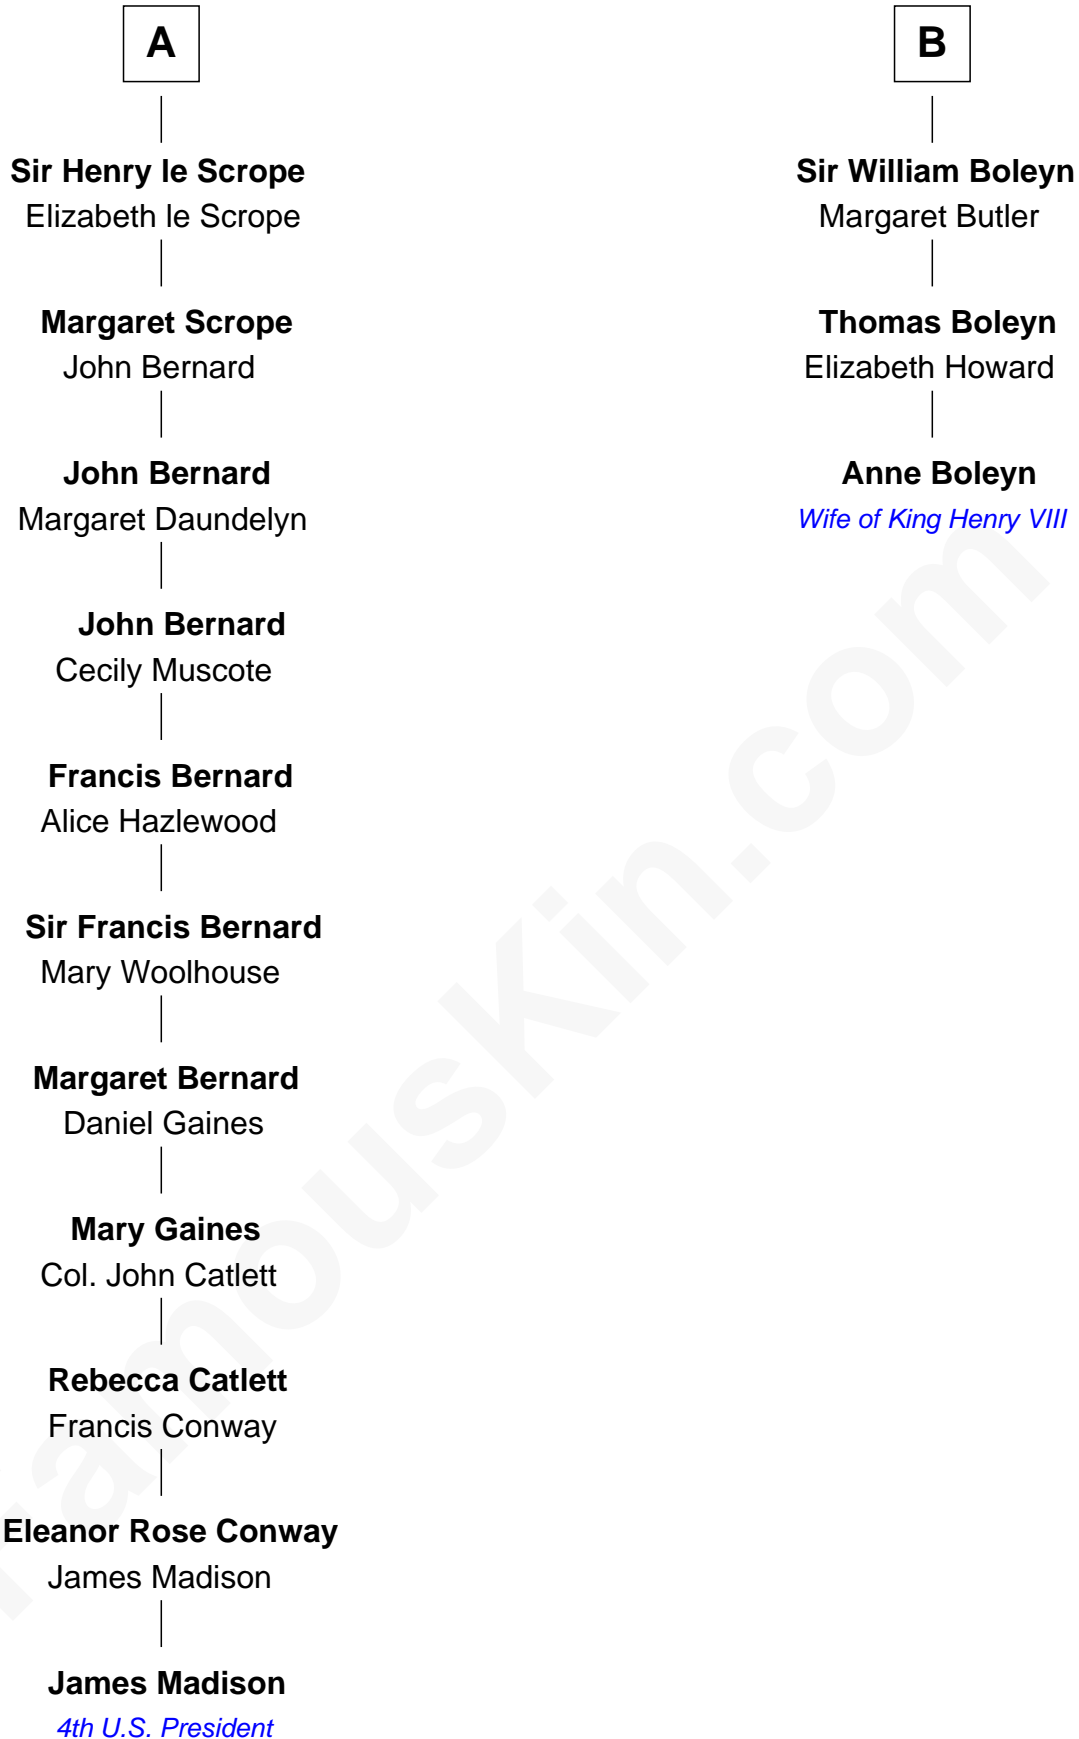 A
Sir Henry le Scrope
Elizabeth le Scrope
Margaret Scrope
John Bernard
John Bernard
Margaret Daundelyn
John Bernard
Cecily Muscote
Francis Bernard
Alice Hazlewood
Sir Francis Bernard
Mary Woolhouse
Margaret Bernard
Daniel Gaines
Mary Gaines
Col. John Catlett
Rebecca Catlett
Francis Conway
Eleanor Rose Conway
James Madison
James Madison
4th U.S. President
B
Sir William Boleyn
Margaret Butler
Thomas Boleyn
Elizabeth Howard
Anne Boleyn
Wife of King Henry VIII
FamousKin.com